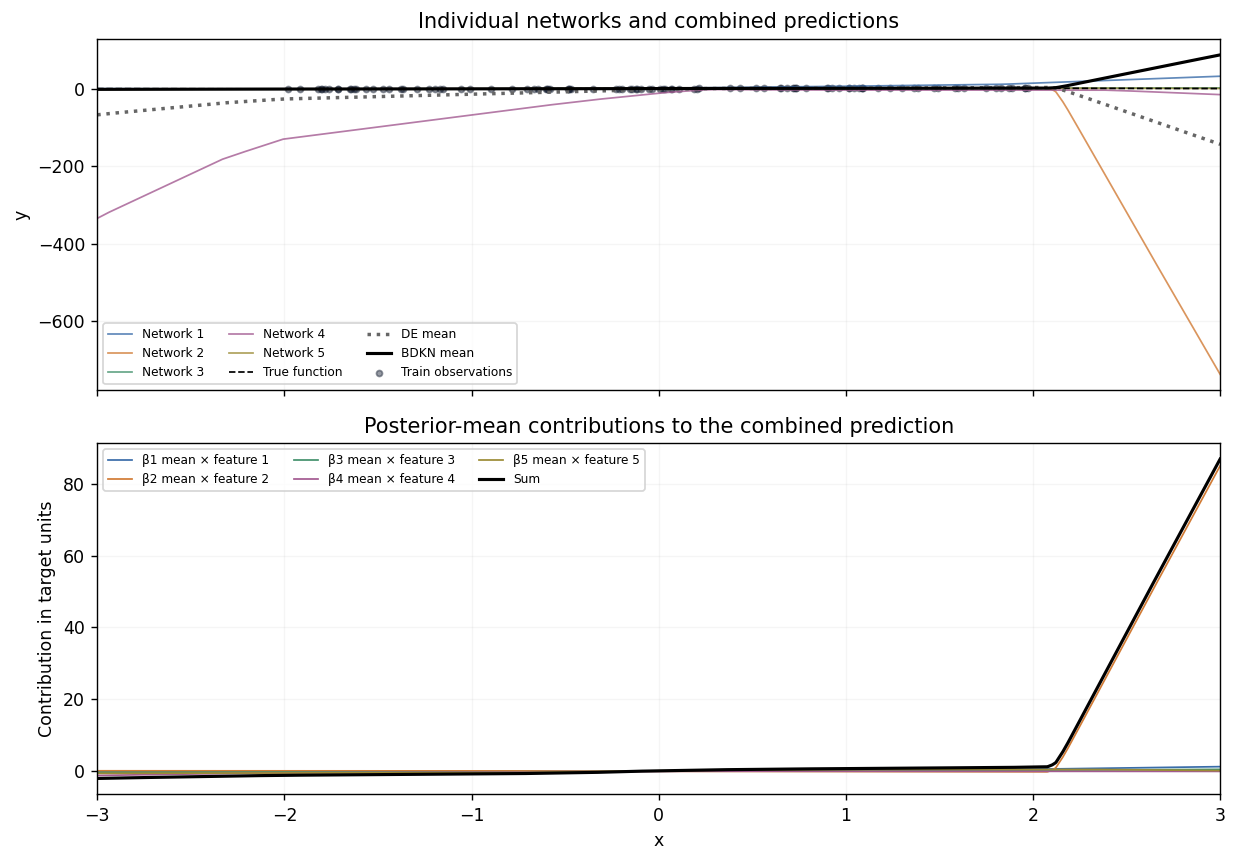 Individual networks and combined predictions
0
−200
−400
−600
y
Network 1 Network 4 DE mean
Network 2 Network 5 BDKN mean
Network 3 True function Train observations
Posterior-mean contributions to the combined prediction
β1 mean × feature 1 β3 mean × feature 3 β5 mean × feature 5
β2 mean × feature 2 β4 mean × feature 4 Sum
80
60
40
20
0
Contribution in target units
−3 −2 −1 0 1 2 3
x